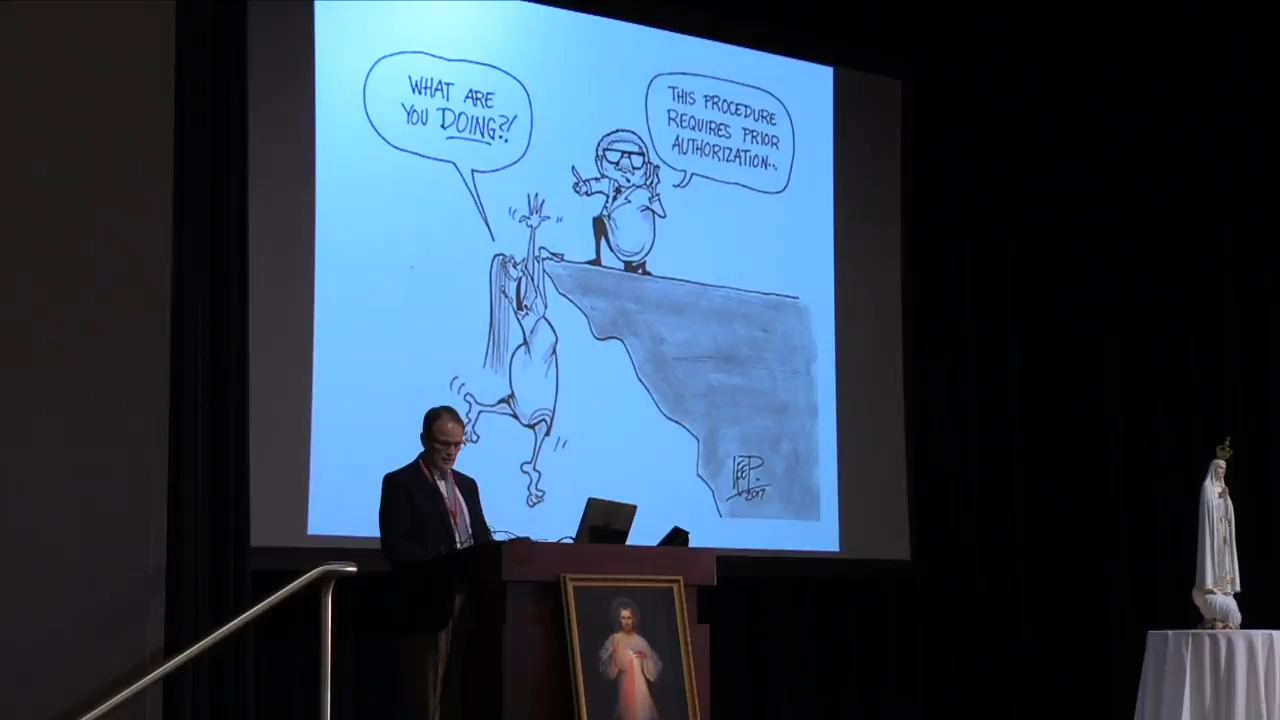 WHAT ARE
YOU DOING?!
THIS PROCEDURE
REQUIRES PRIOR
AUTHORIZATION..
2017